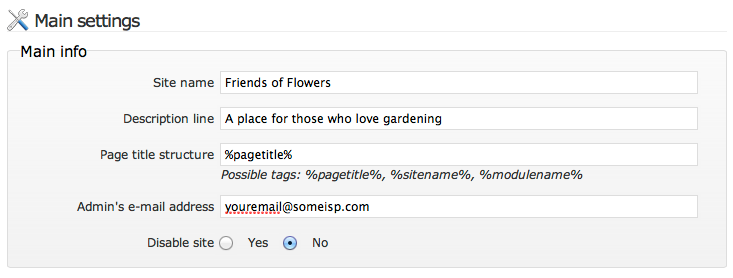 Main settings
Main info
Site name Friends of Flowers
Description line A place for those who love gardening
Page title structure %pagetitle%
Possible tags: %pagetitle%, %sitename%, %modulename%
Admin's e-mail address youremail@someisp.com
Disable site Yes No